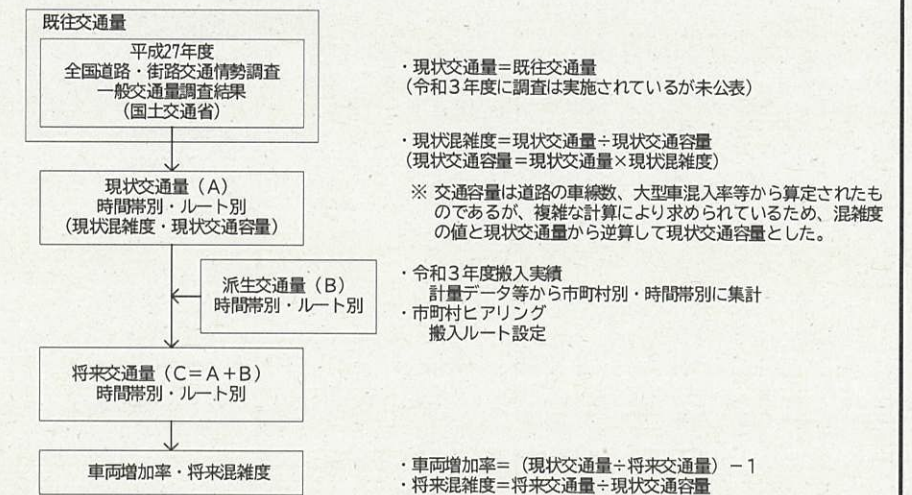 既往交通量
平成27年度
全国道路・街路交通情勢調査
一般交通量調査結果
(国土交通省)
・現状交通量=既往交通量
(令和3年度に調査は実施されているが未公表)
・現状混雑度=現状交通量÷現状交通容量
(現状交通容量=現状交通量×現状混雑度)
※ 交通容量は道路の車線数、大型車混入率等から算定されたも
のであるが、複雑な計算により求められているため、混雑度
の値と現状交通量から逆算して現状交通容量とした。
現状交通量(A)
時間帯別・ルート別
(現状混雑度・現状交通容量)
派生交通量(B)
時間帯別・ルート別
・令和3年度搬入実績
計量データ等から市町村別・時間帯別に集計
・市町村ヒアリング
搬入ルート設定
将来交通量(C=A+B)
時間帯別・ルート別
車両増加率・将来混雑度
・車両増加率=(現状交通量÷将来交通量)-1
・将来混雑度=将来交通量÷現状交通容量